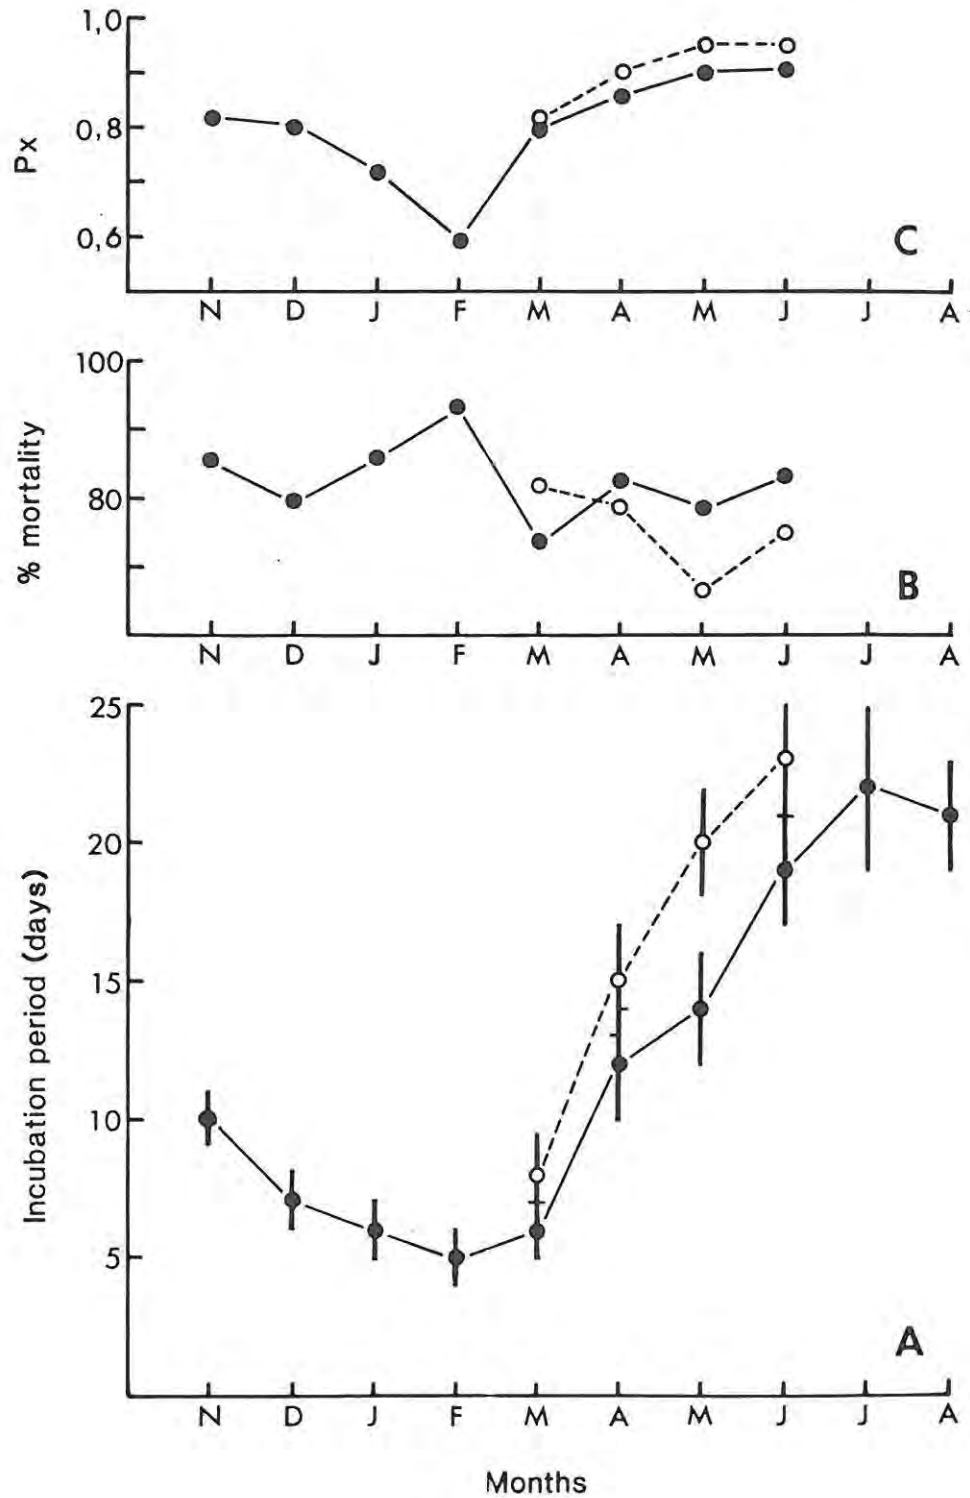 1,0
0,8
0,6
Px
C
N D J F M A M J J A
100
80
% mortality
B
N D J F M A M J J A
25
20
15
10
5
Incubation period (days)
A
N D J F M A M J J A
Months